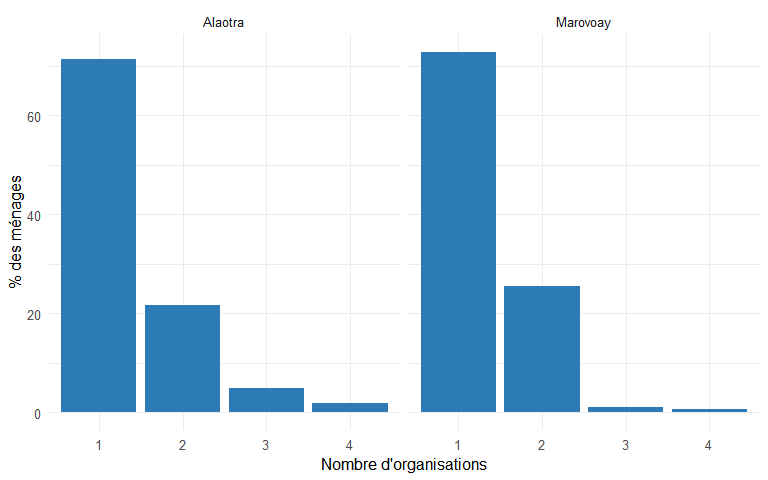 Alaotra
Marovoay
60
40
20
0
% des ménages
1 2 3 4
1 2 3 4
Nombre d'organisations